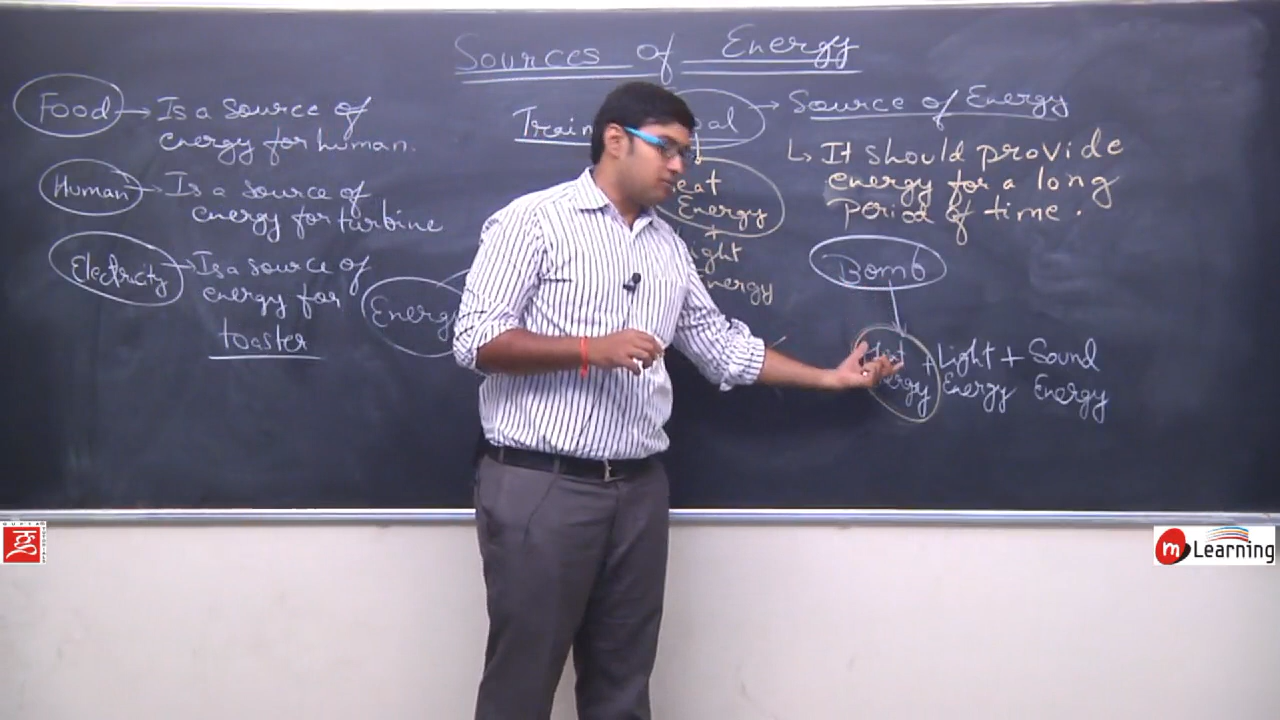 Sources of Energy
Food → Is a source of
energy for human.
Human → Is a source of
energy for turbine
Electricity → Is a source of
energy for
toaster
Train
→ Source of Energy
↳ It should provide
energy for a long
period of time.
Energy
+
Energy
Bomb
+ Light + Sound
Energy Energy
m Learning